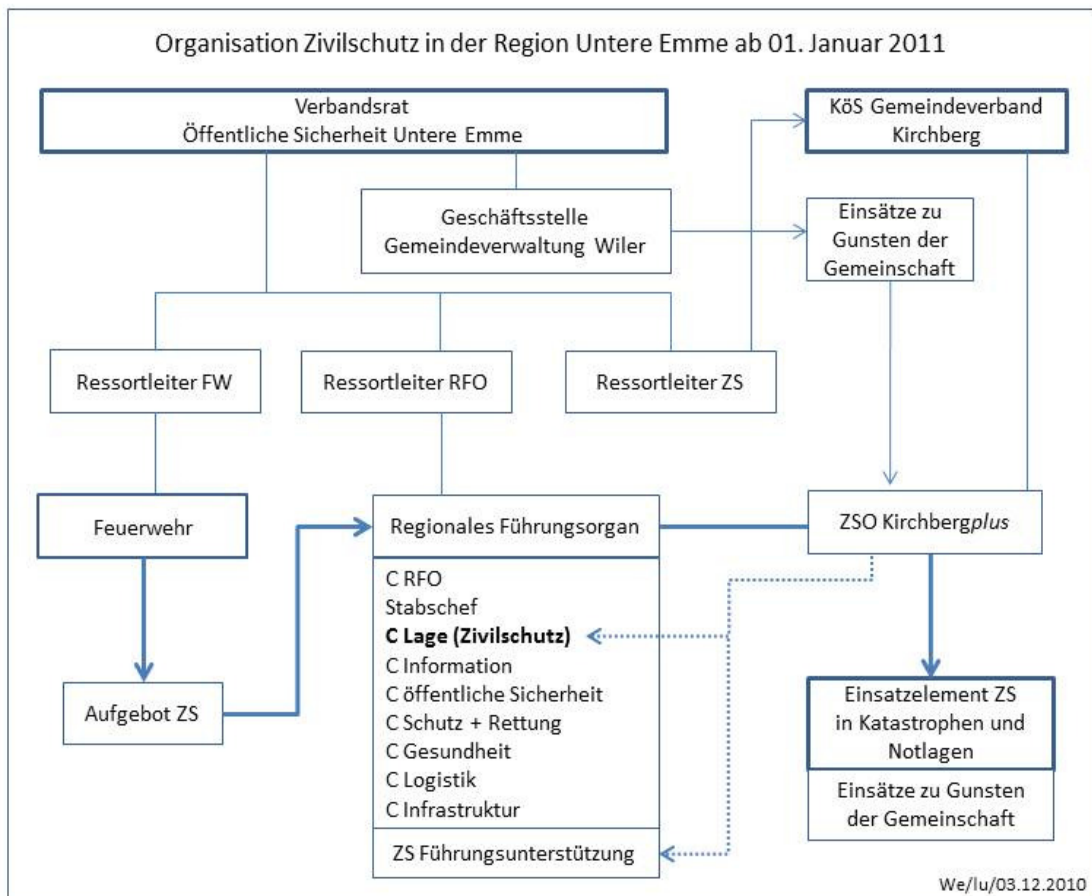 Organisation Zivilschutz in der Region Untere Emme ab 01. Januar 2011
Verbandsrat
Öffentliche Sicherheit Untere Emme
KöS Gemeindeverband
Kirchberg
Geschäftsstelle
Gemeindeverwaltung Wiler
Einsätze zu
Gunsten der
Gemeinschaft
Ressortleiter FW
Ressortleiter RFO
Ressortleiter ZS
Feuerwehr
Regionales Führungsorgan
ZSO Kirchbergplus
C RFO
Stabschef
C Lage (Zivilschutz)
C Information
C öffentliche Sicherheit
C Schutz + Rettung
C Gesundheit
C Logistik
C Infrastruktur
Aufgebot ZS
Einsatzelement ZS
in Katastrophen und
Notlagen
Einsätze zu Gunsten
der Gemeinschaft
ZS Führungsunterstützung
We/lu/03.12.2010